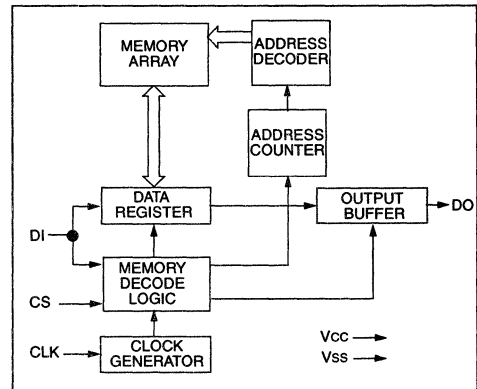 MEMORY
ARRAY
ADDRESS
DECODER
ADDRESS
COUNTER
DATA
REGISTER
OUTPUT
BUFFER
DO
DI
MEMORY
DECODE
LOGIC
CS
CLK
CLOCK
GENERATOR
VCC
VSS